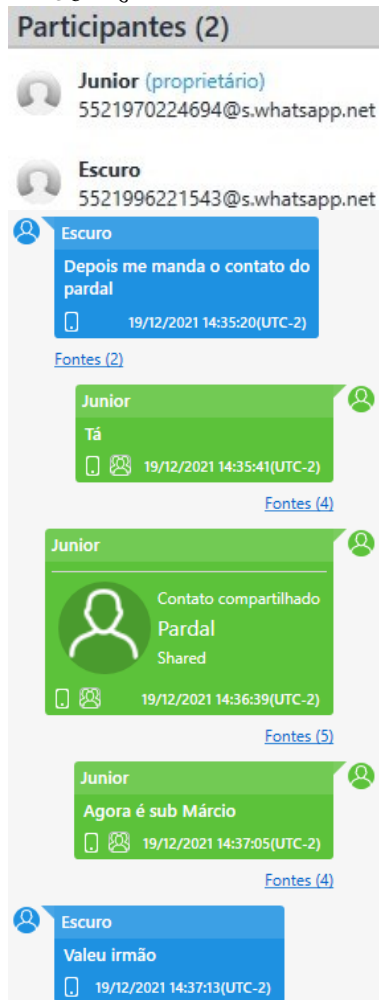 Participantes (2)
Junior (proprietário)
5521970224694@s.whatsapp.net
Escuro
5521996221543@s.whatsapp.net
Escuro
Depois me manda o contato do
pardal
19/12/2021 14:35:20(UTC-2)
Fontes (2)
Junior
Tá
19/12/2021 14:35:41(UTC-2)
Fontes (4)
Junior
Contato compartilhado
Pardal
Shared
19/12/2021 14:36:39(UTC-2)
Fontes (5)
Junior
Agora é sub Márcio
19/12/2021 14:37:05(UTC-2)
Fontes (4)
Escuro
Valeu irmão
19/12/2021 14:37:13(UTC-2)